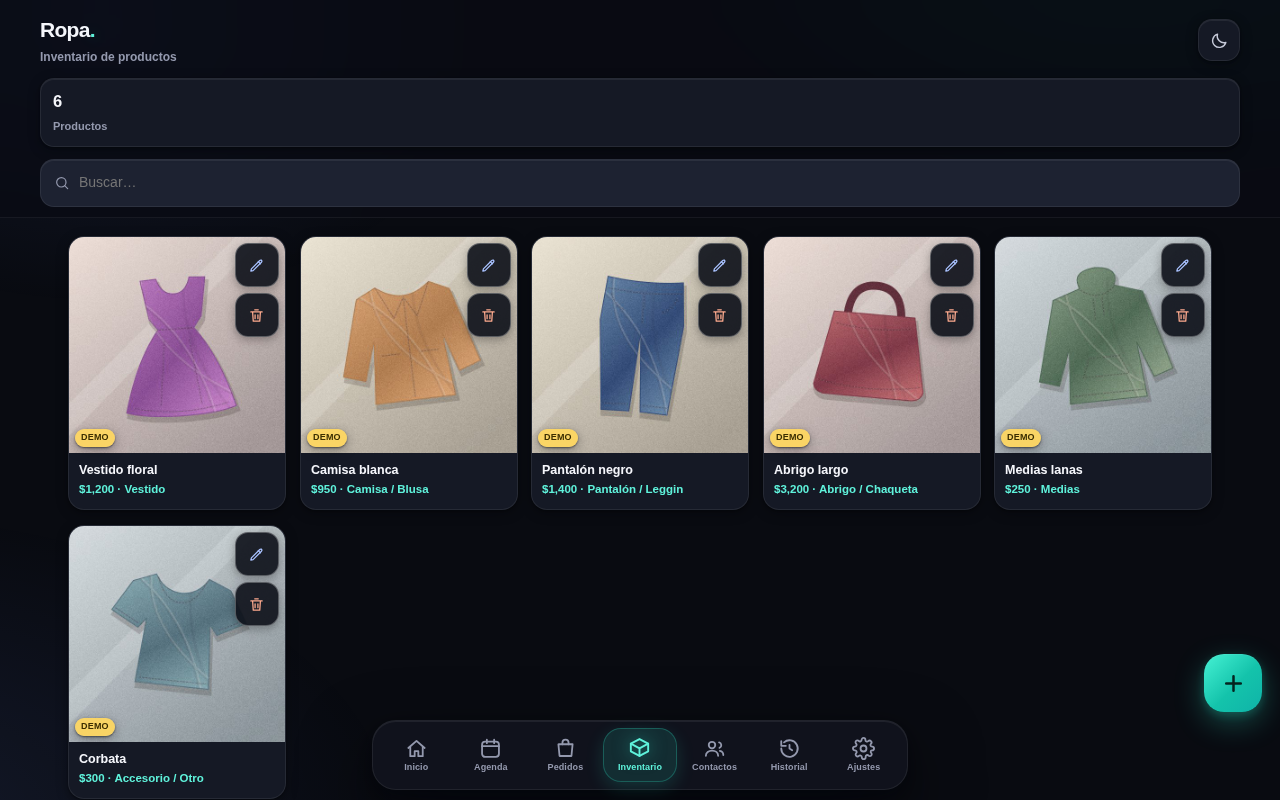 Ropa.
Inventario de productos
6
Productos
Buscar…
DEMO
DEMO
DEMO
DEMO
DEMO
Vestido floral
$1,200 · Vestido
Camisa blanca
$950 · Camisa / Blusa
Pantalón negro
$1,400 · Pantalón / Leggin
Abrigo largo
$3,200 · Abrigo / Chaqueta
Medias lanas
$250 · Medias
DEMO
Corbata
$300 · Accesorio / Otro
Inicio
Agenda
Pedidos
Inventario
Contactos
Historial
Ajustes